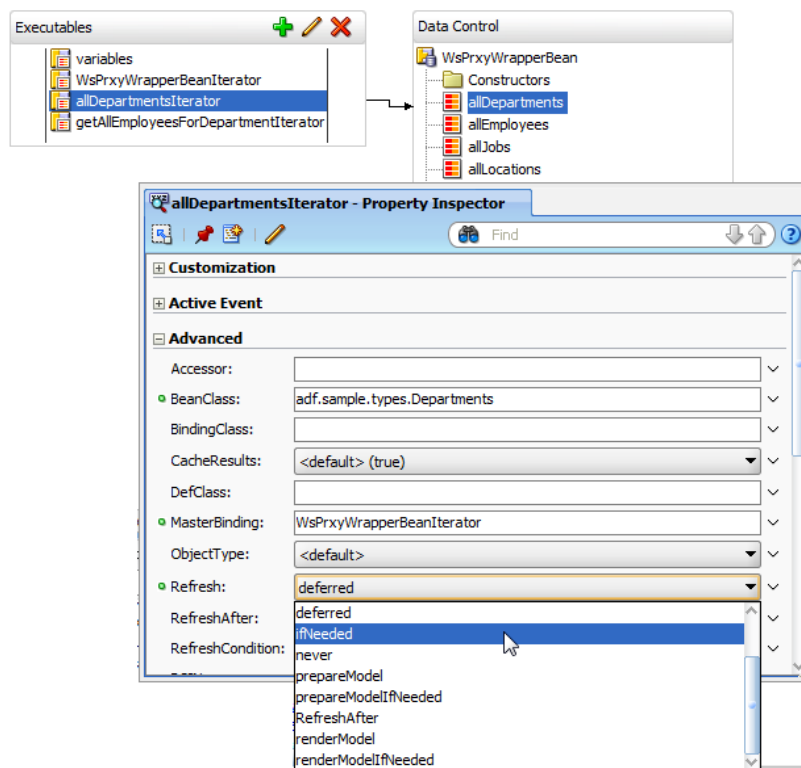 Executables
variables
WsPrxyWrapperBeanIterator
allDepartmentsIterator
getAllEmployeesForDepartmentIterator
Data Control
WsPrxyWrapperBean
Constructors
allDepartments
allEmployees
allJobs
allLocations
allDepartmentsIterator - Property Inspector
Find
Customization
Active Event
Advanced
Accessor:
BeanClass: adf.sample.types.Departments
BindingClass:
CacheResults: <default> (true)
DefClass:
MasterBinding: WsPrxyWrapperBeanIterator
ObjectType: <default>
Refresh: deferred
RefreshAfter: deferred
ifNeeded
RefreshCondition: never
prepareModel
prepareModelIfNeeded
RefreshAfter
renderModel
renderModelIfNeeded